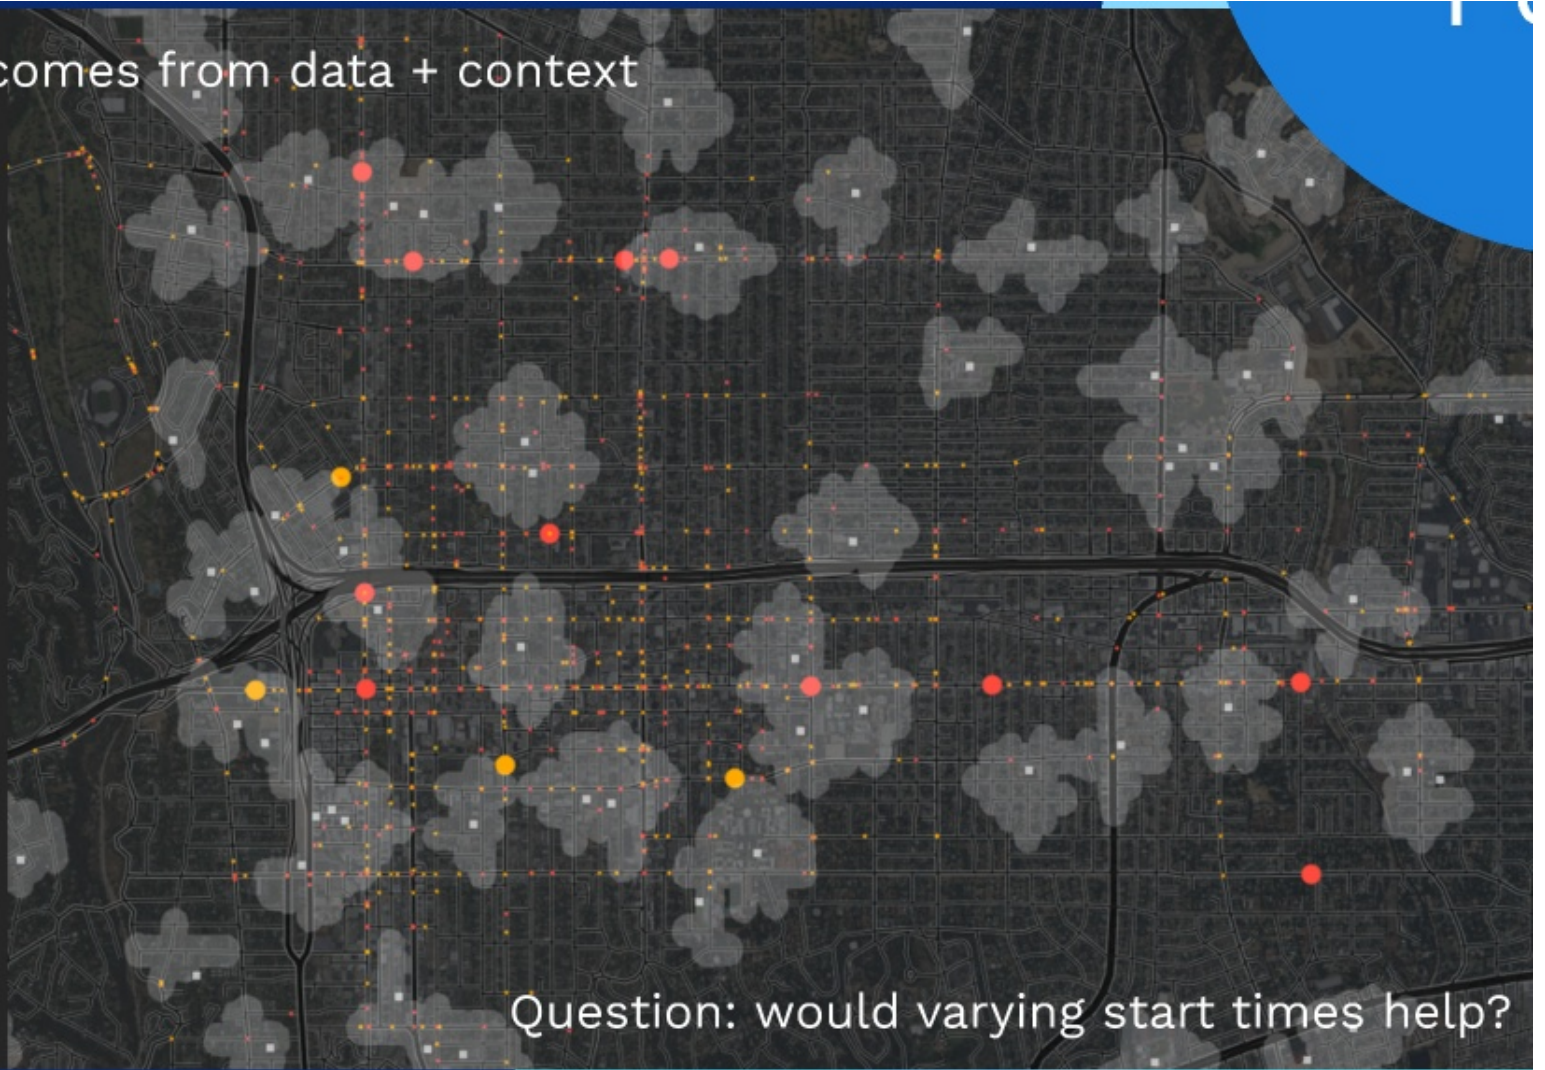 comes from data + context
Question: would varying start times help?